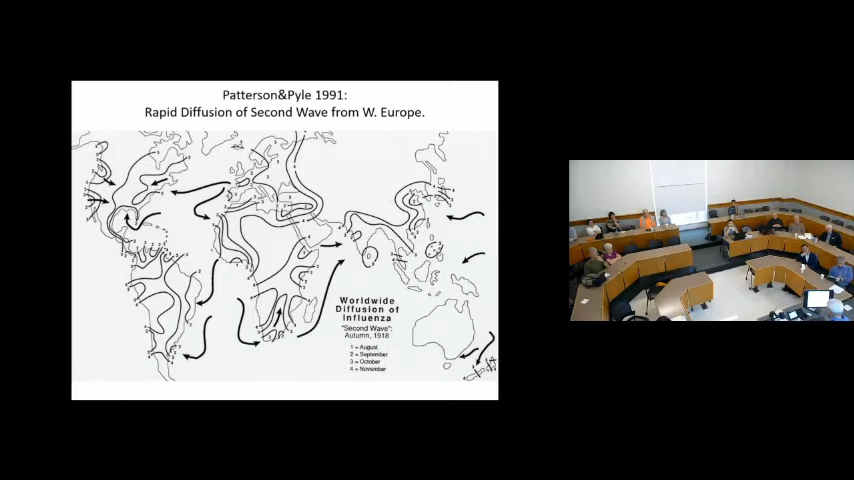 Patterson&Pyle 1991:
Rapid Diffusion of Second Wave from W. Europe.
Worldwide
Diffusion of
Influenza
"Second Wave":
Autumn, 1918
1 = August
2 = September
3 = October
4 = November